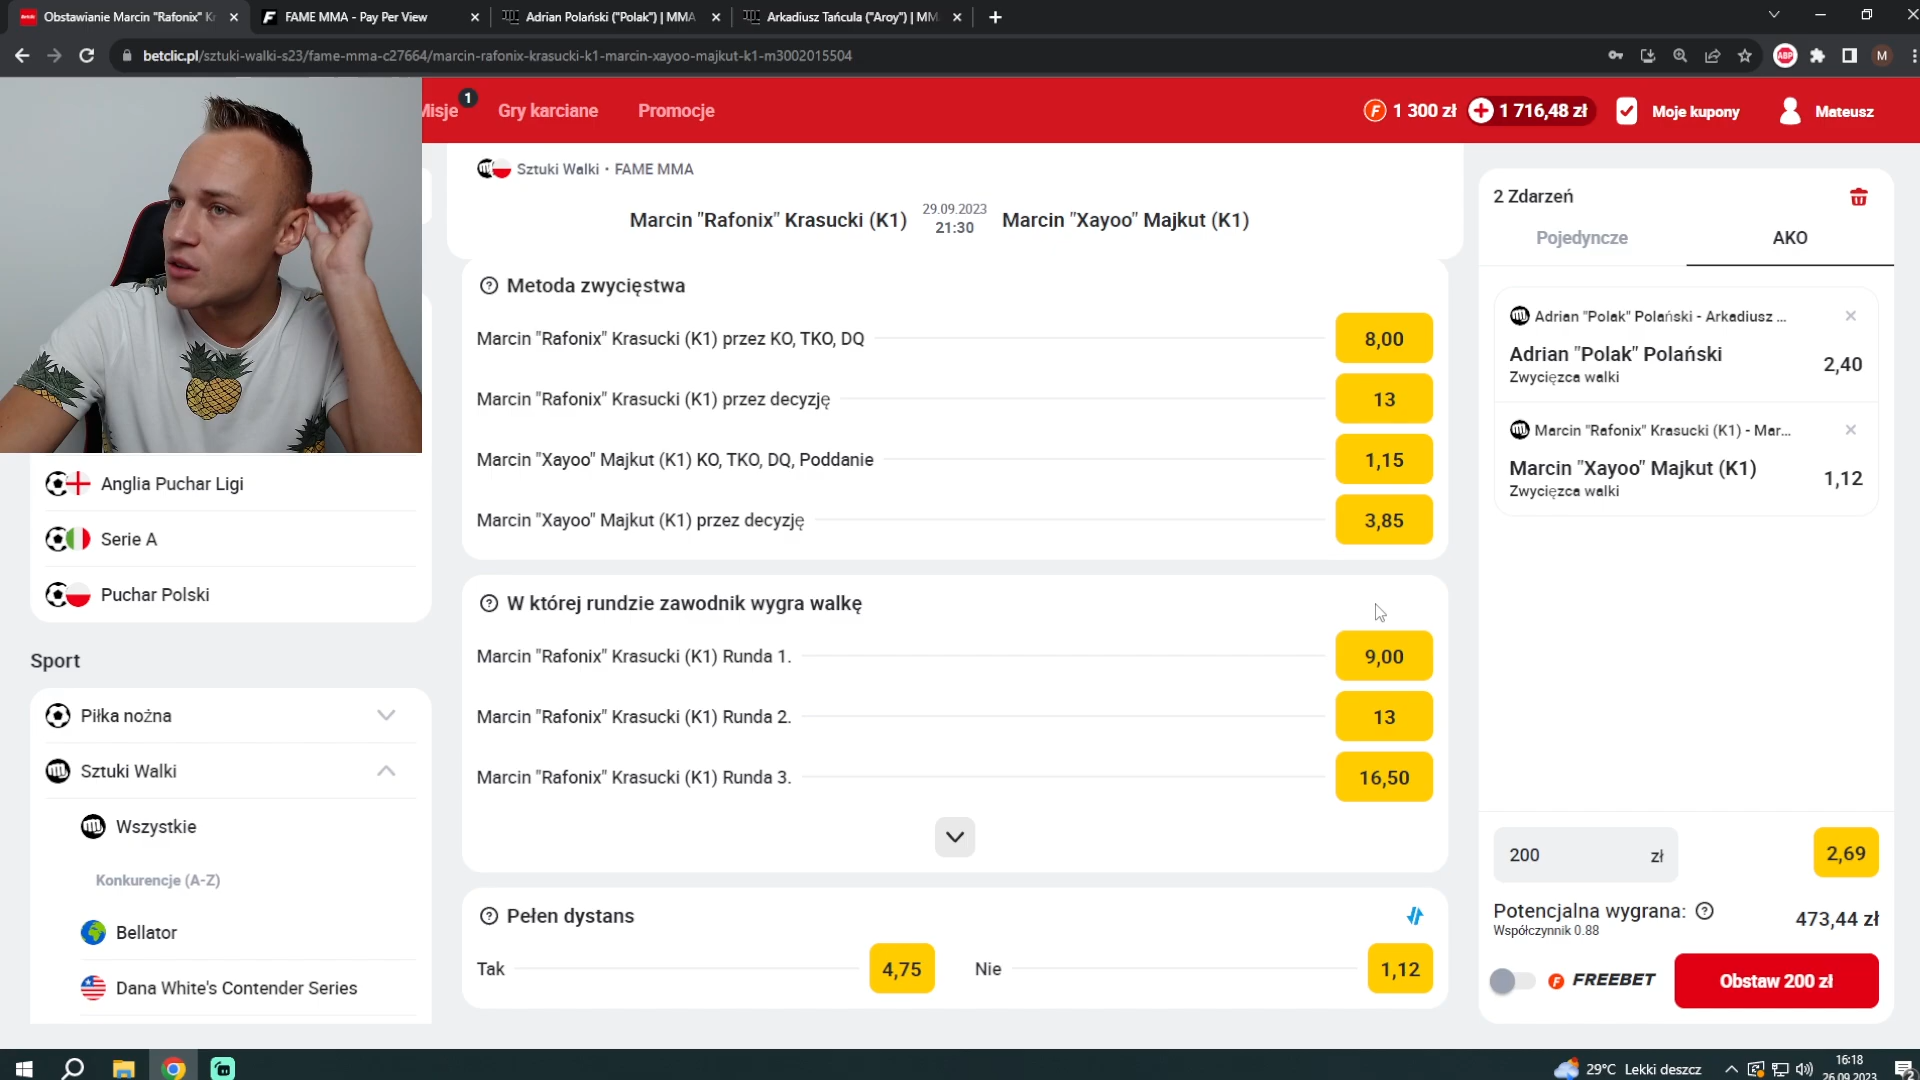 Obstawianie Marcin "Rafonix" K
FAME MMA - Pay Per View
Adrian Polański ("Polak") | MMA
Arkadiusz Tańcula ("Aroy") | MM
betclic.pl/sztuki-walki-s23/fame-mma-c27664/marcin-rafonix-krasucki-k1-marcin-xayoo-majkut-k1-m3002015504
ABP
M
Misje 1
Gry karciane
Promocje
F 1 300 zł
1 716,48 zł
Moje kupony
Mateusz
Sztuki Walki • FAME MMA
Marcin "Rafonix" Krasucki (K1)
29.09.2023
21:30
Marcin "Xayoo" Majkut (K1)
Metoda zwycięstwa
Marcin "Rafonix" Krasucki (K1) przez KO, TKO, DQ 8,00
Marcin "Rafonix" Krasucki (K1) przez decyzję 13
Marcin "Xayoo" Majkut (K1) KO, TKO, DQ, Poddanie 1,15
Marcin "Xayoo" Majkut (K1) przez decyzję 3,85
W której rundzie zawodnik wygra walkę
Marcin "Rafonix" Krasucki (K1) Runda 1. 9,00
Marcin "Rafonix" Krasucki (K1) Runda 2. 13
Marcin "Rafonix" Krasucki (K1) Runda 3. 16,50
Pełen dystans
Tak 4,75 Nie 1,12
Anglia Puchar Ligi
Serie A
Puchar Polski
Sport
Piłka nożna
Sztuki Walki
Wszystkie
Konkurencje (A-Z)
Bellator
Dana White's Contender Series
2 Zdarzeń
Pojedyncze
AKO
Adrian "Polak" Polański - Arkadiusz ...
Adrian "Polak" Polański
Zwycięzca walki
2,40
Marcin "Rafonix" Krasucki (K1) - Mar...
Marcin "Xayoo" Majkut (K1)
Zwycięzca walki
1,12
200 zł
2,69
Potencjalna wygrana:
Współczynnik 0.88
473,44 zł
F FREEBET
Obstaw 200 zł
29°C Lekki deszcz
16:18
26.09.2023
2